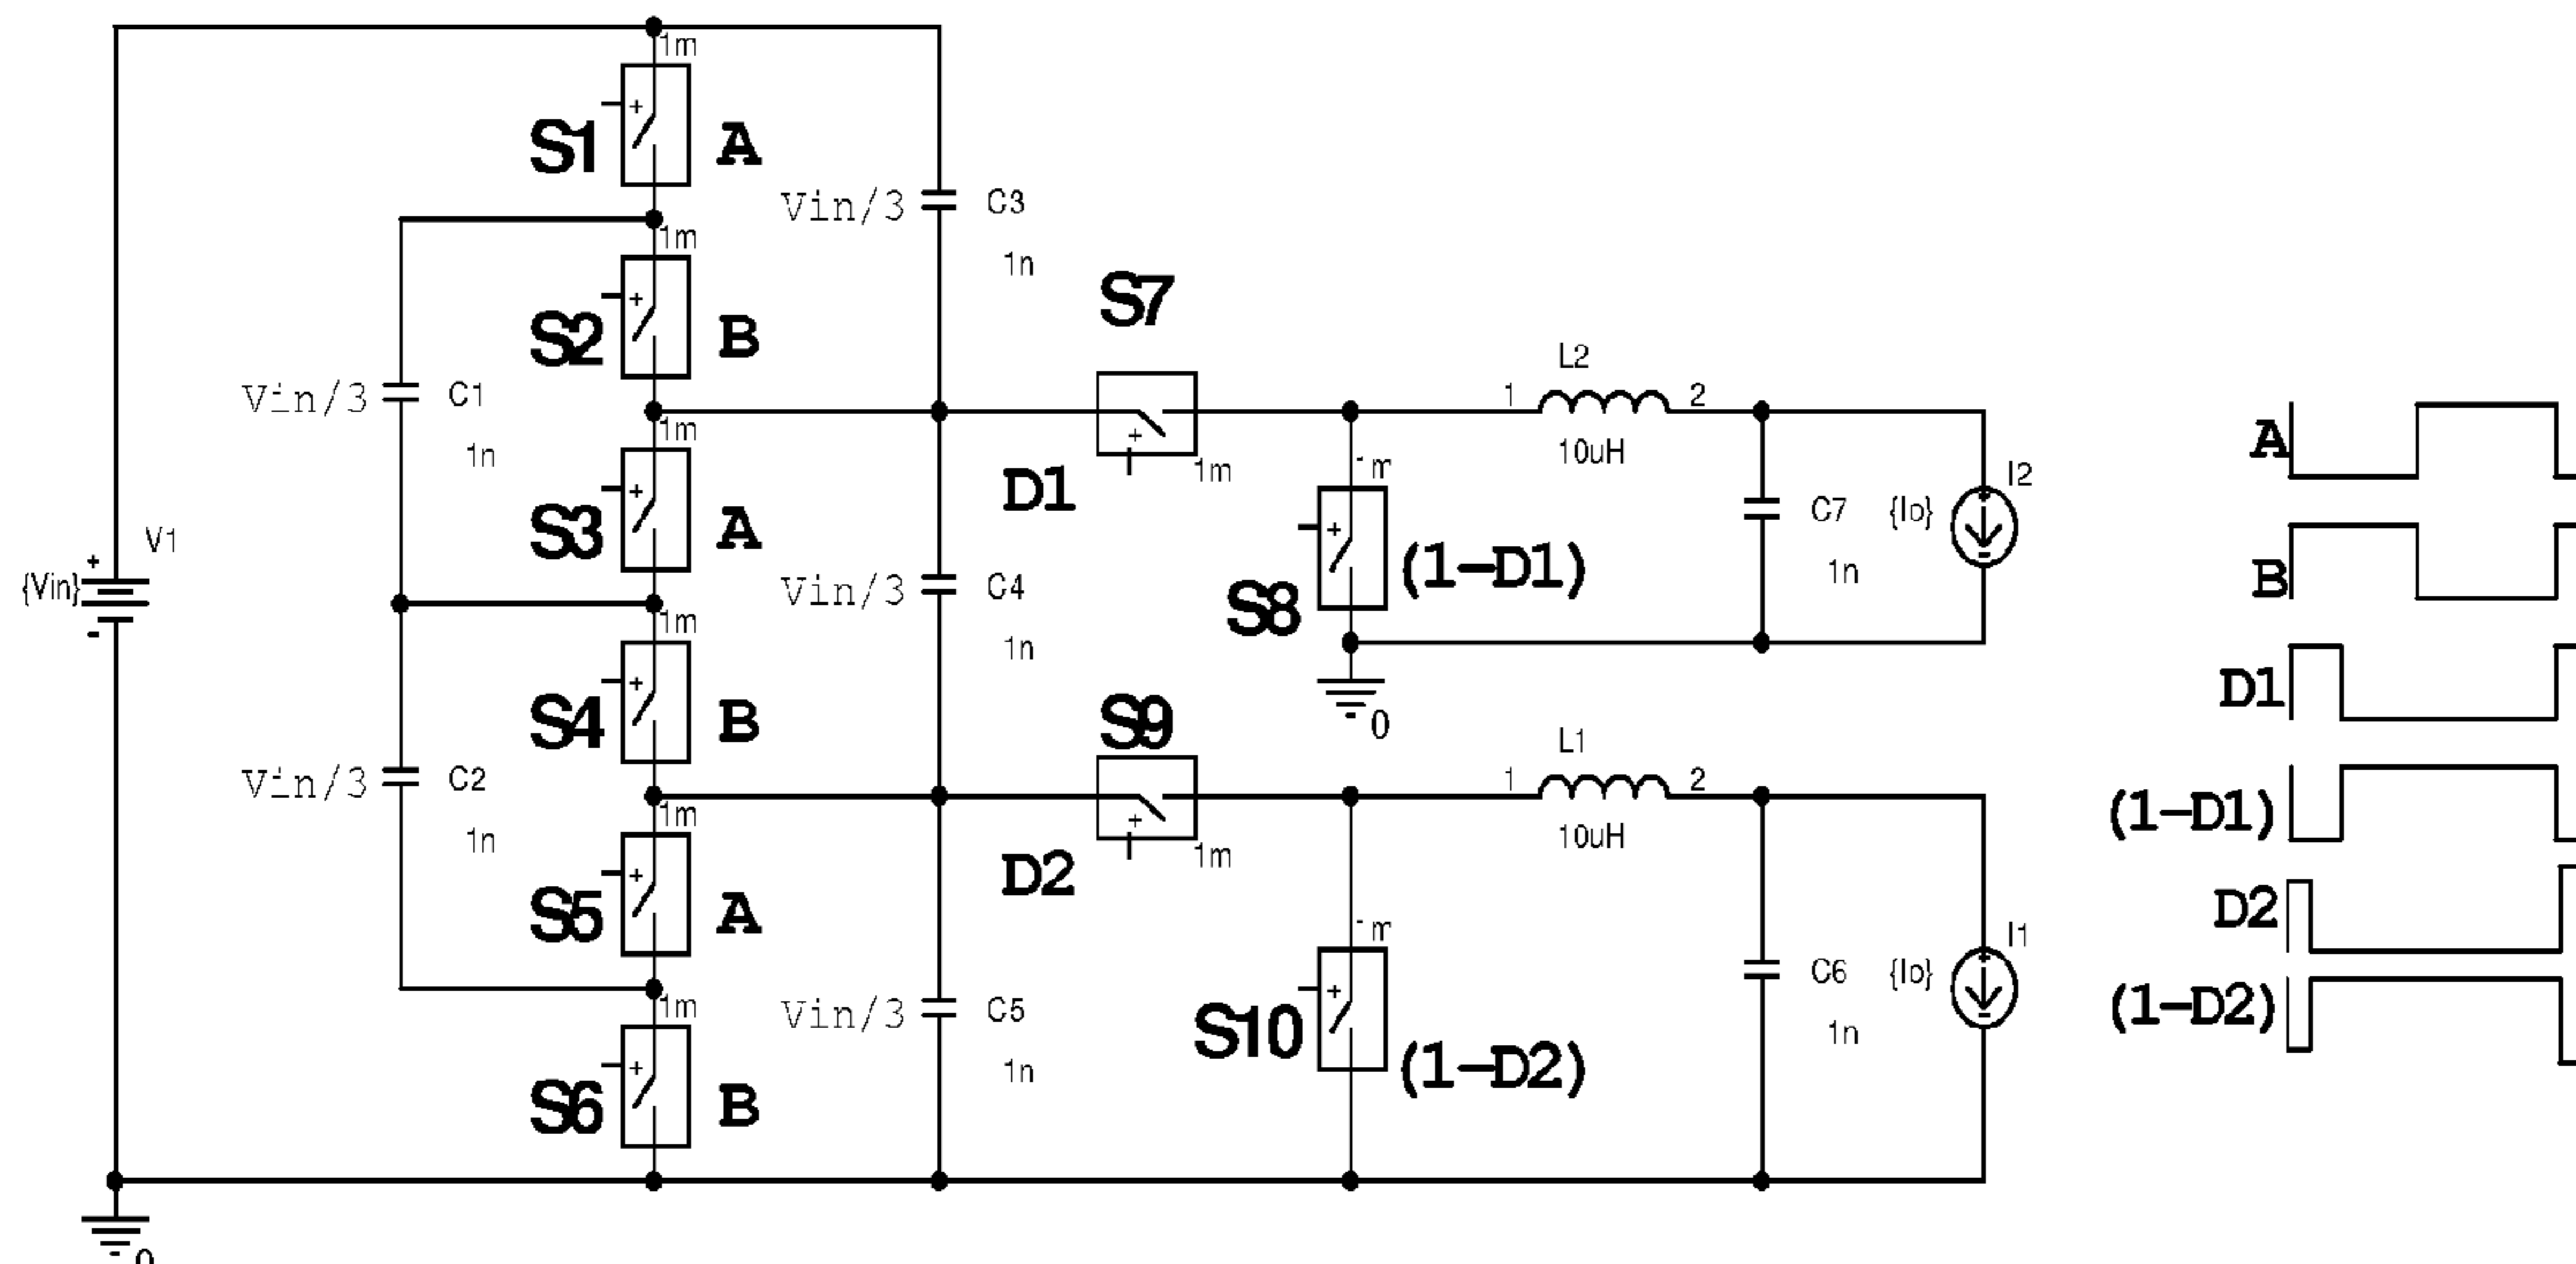 1m
S1
A
Vin/3
C3
1n
1m
S2
B
Vin/3
C1
1n
S7
D1
1m
L2
1
2
10uH
1m
S3
A
V1
+
{Vin}
-
Vin/3
C4
1n
1m
S8
(1-D1)
C7
1n
{Io}
I2
0
1m
S4
B
Vin/3
C2
1n
S9
D2
1m
L1
1
2
10uH
1m
S5
A
Vin/3
C5
1n
m
S10
(1-D2)
C6
1n
{Io}
I1
1m
S6
B
0
A
B
D1
(1-D1)
D2
(1-D2)